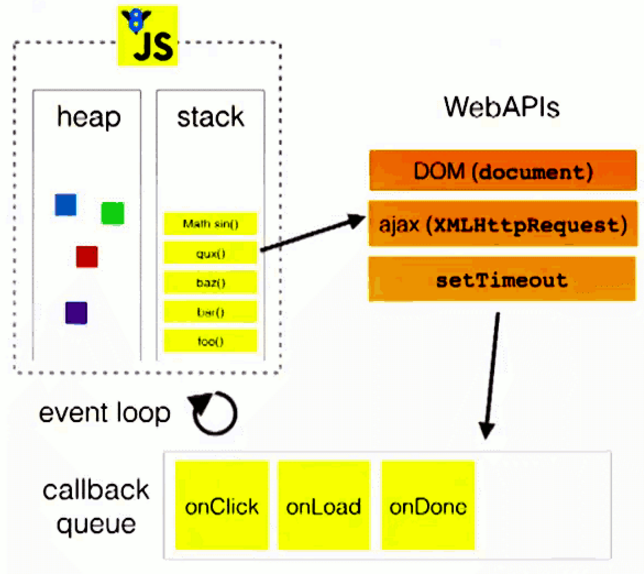 8
JS
heap
stack
WebAPIs
Math sin()
qux()
baz()
bar()
foo()
DOM (document)
ajax (XMLHttpRequest)
setTimeout
event loop
callback
queue
onClick
onLoad
onDone